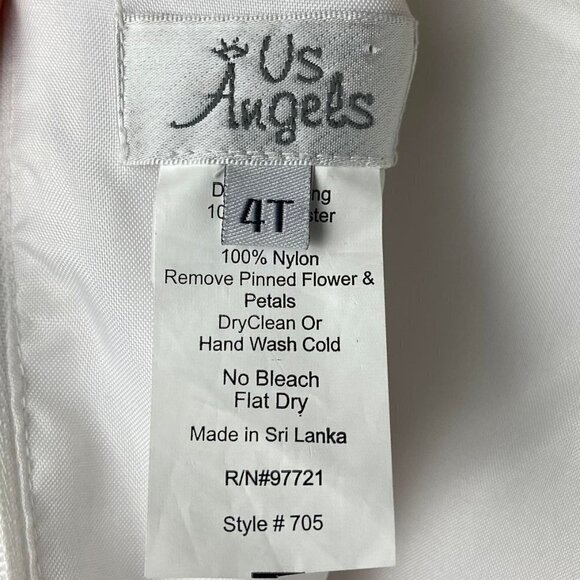 Us
Angels
4T
100% Nylon
Remove Pinned Flower &
Petals
DryClean Or
Hand Wash Cold
No Bleach
Flat Dry
Made in Sri Lanka
R/N#97721
Style # 705